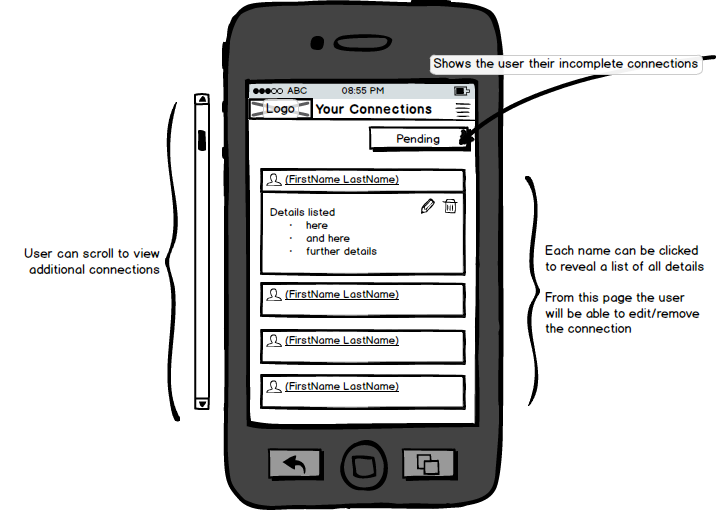 Shows the user their incomplete connections
ABC 08:55 PM
Logo Your Connections
Pending
(FirstName LastName)
Details listed
· here
· and here
· further details
(FirstName LastName)
(FirstName LastName)
(FirstName LastName)
User can scroll to view
additional connections
Each name can be clicked
to reveal a list of all details
From this page the user
will be able to edit/remove
the connection